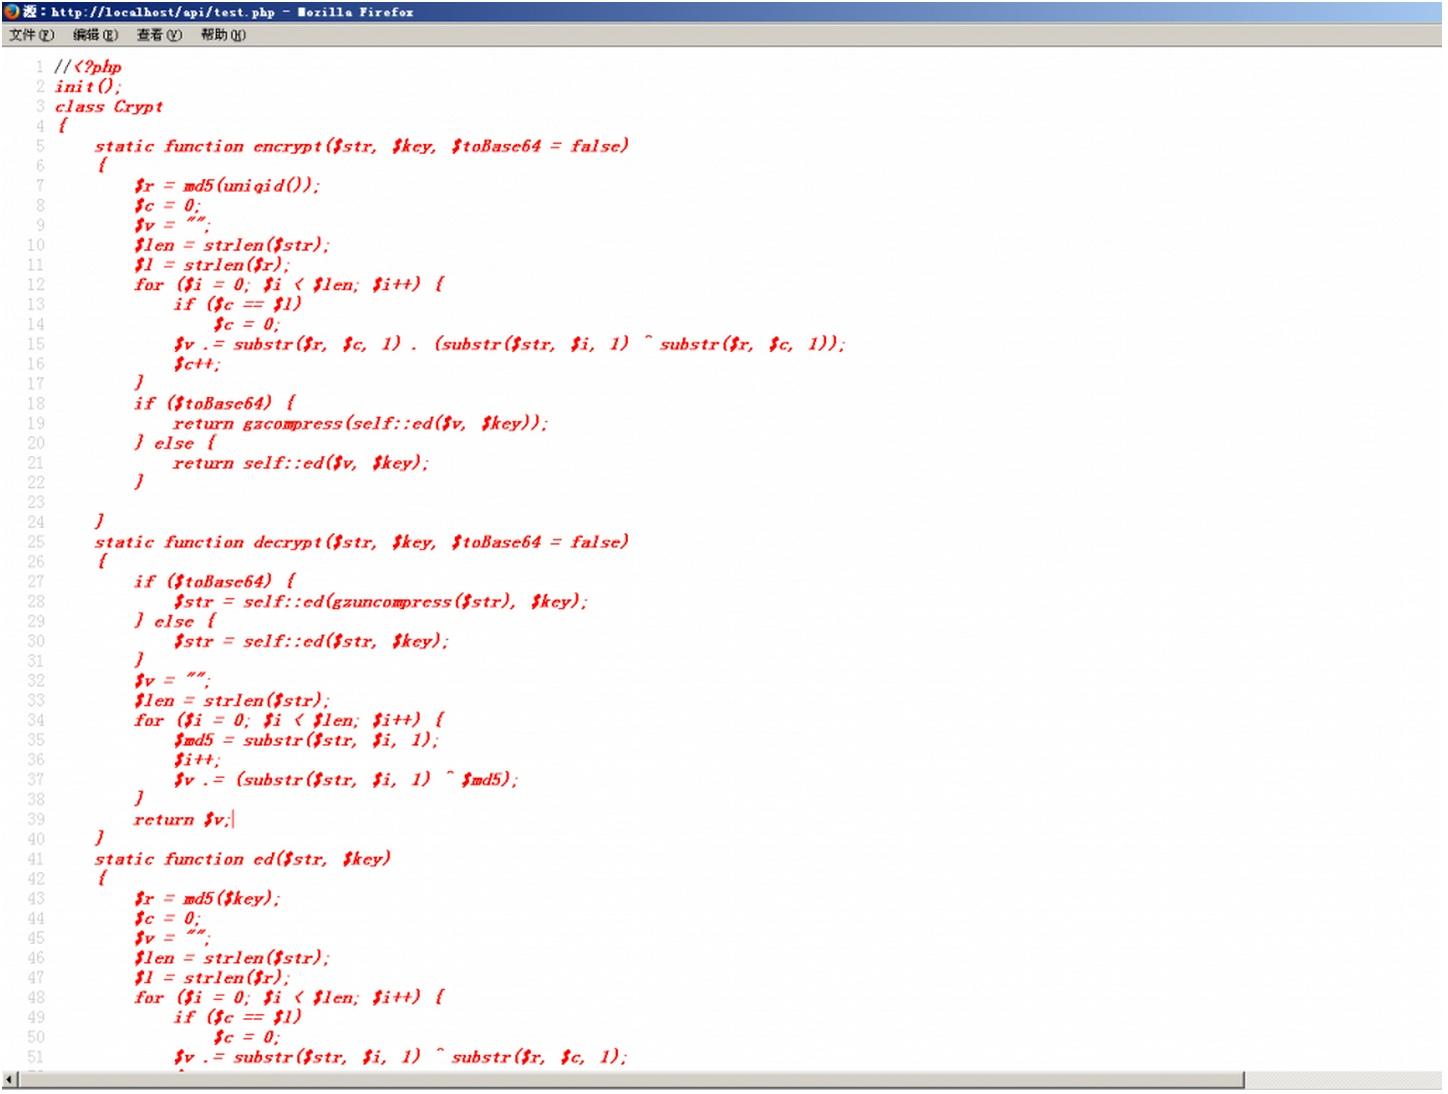 源：http://localhost/api/test.php - Mozilla Firefox
文件(F) 编辑(E) 查看(V) 帮助(H)
1 //<?php
2 init();
3 class Crypt
4 {
5     static function encrypt($str, $key, $toBase64 = false)
6     {
7         $r = md5(uniqid());
8         $c = 0;
9         $v = "";
10         $len = strlen($str);
11         $l = strlen($r);
12         for ($i = 0; $i < $len; $i++) {
13             if ($c == $l)
14                 $c = 0;
15             $v .= substr($r, $c, 1) . (substr($str, $i, 1) ^ substr($r, $c, 1));
16             $c++;
17         }
18         if ($toBase64) {
19             return gzcompress(self::ed($v, $key));
20         } else {
21             return self::ed($v, $key);
22         }
23
24     }
25     static function decrypt($str, $key, $toBase64 = false)
26     {
27         if ($toBase64) {
28             $str = self::ed(gzuncompress($str), $key);
29         } else {
30             $str = self::ed($str, $key);
31         }
32         $v = "";
33         $len = strlen($str);
34         for ($i = 0; $i < $len; $i++) {
35             $md5 = substr($str, $i, 1);
36             $i++;
37             $v .= (substr($str, $i, 1) ^ $md5);
38         }
39         return $v;
40     }
41     static function ed($str, $key)
42     {
43         $r = md5($key);
44         $c = 0;
45         $v = "";
46         $len = strlen($str);
47         $l = strlen($r);
48         for ($i = 0; $i < $len; $i++) {
49             if ($c == $l)
50                 $c = 0;
51             $v .= substr($str, $i, 1) ^ substr($r, $c, 1);